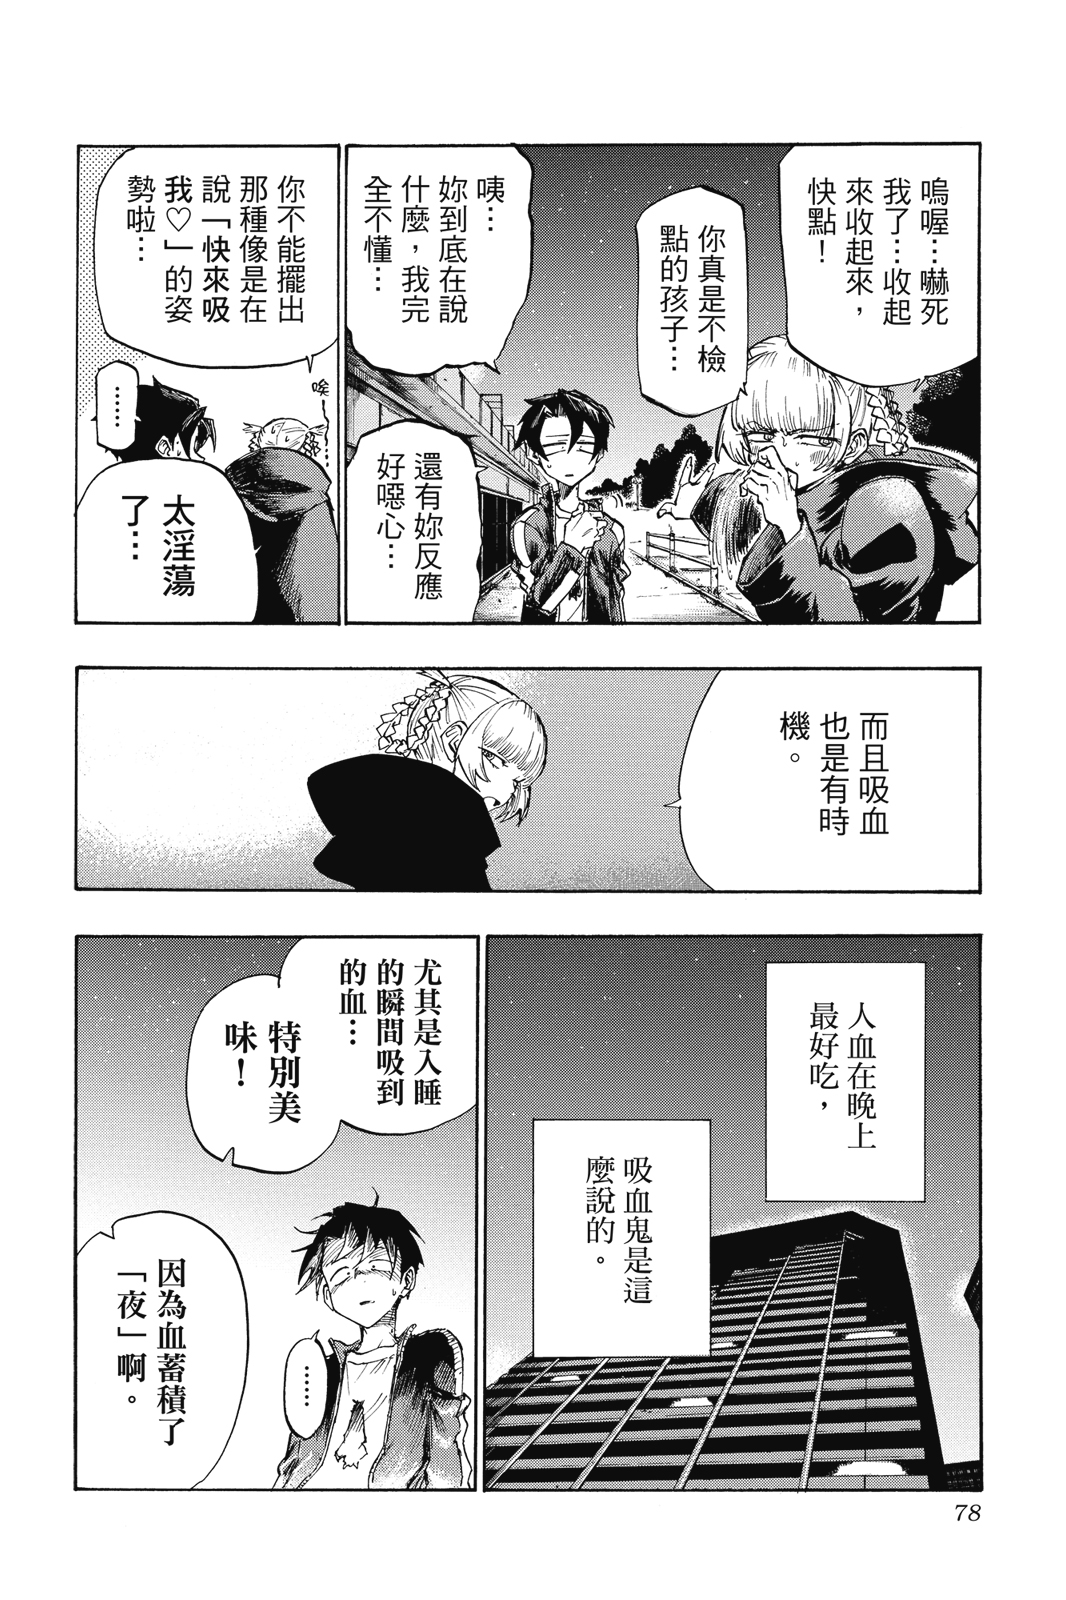 嗚喔⋯嚇死
我了⋯收起
來收起來，
快點！
你真是不檢
點的孩子⋯
咦⋯
妳到底在說
什麼，我完
全不懂⋯
還有妳反應
好噁心⋯
你不能擺出
那種像是在
說「快來吸
我♡」的姿
勢啦⋯
唉
⋯⋯
太淫蕩
了⋯
而且吸血
也是有時
機。
人血在晚上
最好吃，
吸血鬼是這
麼說的。
尤其是入睡
的瞬間吸到
的血⋯
特別美
味！
⋯⋯
因為血蓄積了
「夜」啊。
78